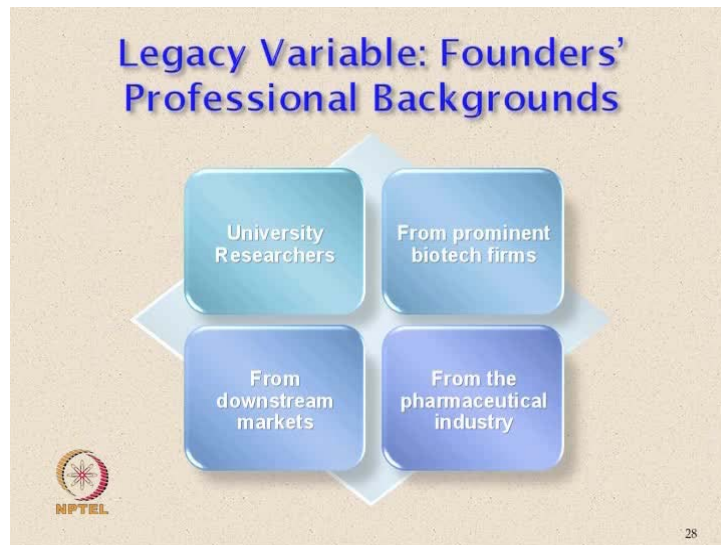 Legacy Variable: Founders’
Professional Backgrounds
University
Researchers
From prominent
biotech firms
From
downstream
markets
From the
pharmaceutical
industry
NPTEL
28